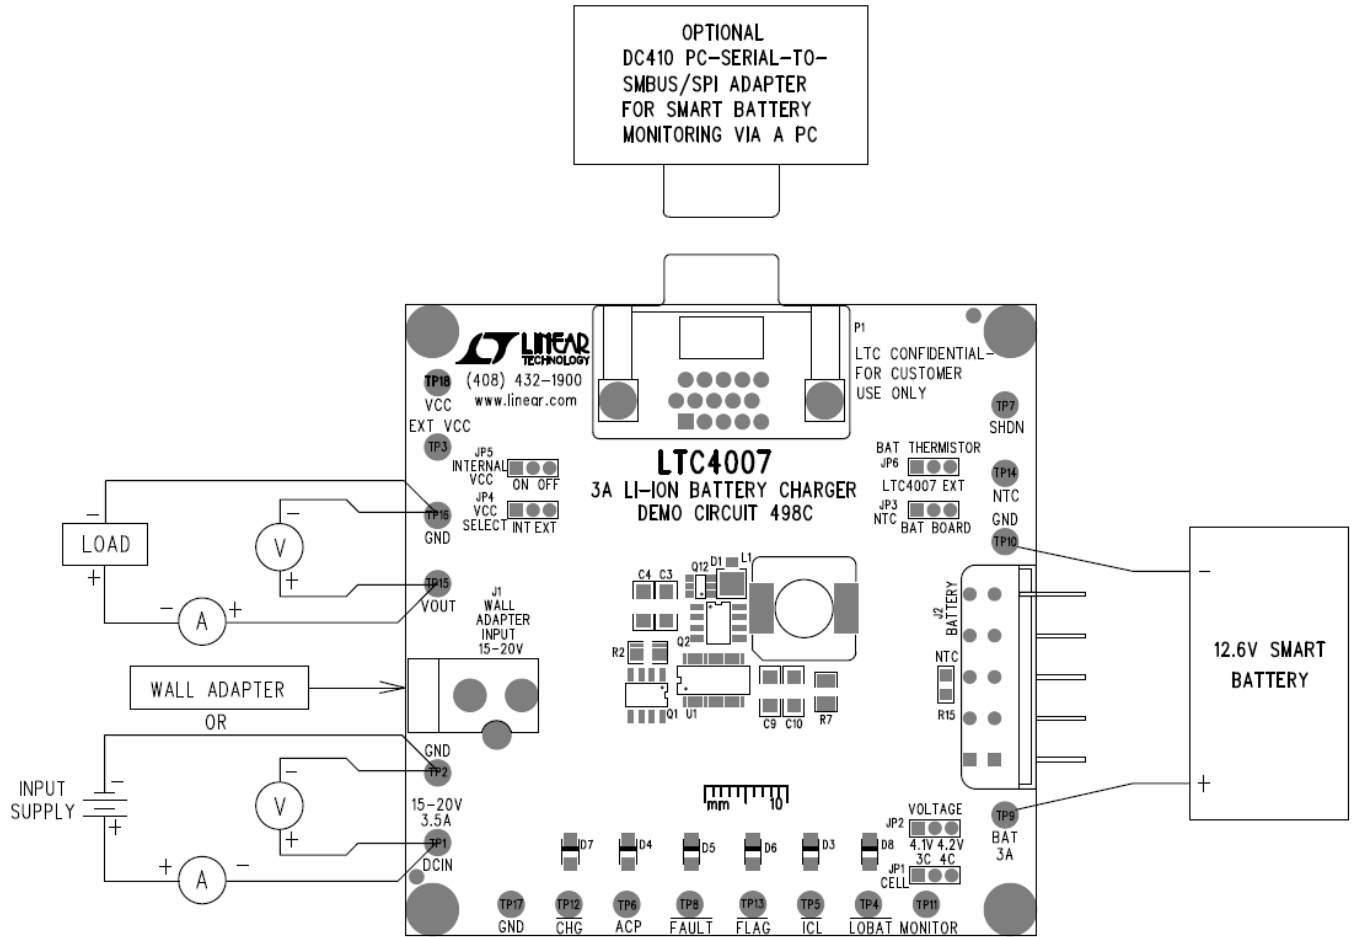 OPTIONAL
DC410 PC-SERIAL-TO-
SMBUS/SPI ADAPTER
FOR SMART BATTERY
MONITORING VIA A PC
LINEAR
TECHNOLOGY
(408) 432-1900
www.linear.com
P1
LTC CONFIDENTIAL-
FOR CUSTOMER
USE ONLY
TP18
VCC
EXT VCC
TP3
JP5
INTERNAL
VCC
ON OFF
JP4
VCC
SELECT
INT EXT
LTC4007
3A LI-ION BATTERY CHARGER
DEMO CIRCUIT 498C
TP7
SHDN
BAT THERMISTOR
JP6
LTC4007 EXT
TP14
NTC
JP3
NTC
BAT BOARD
GND
TP10
TP16
GND
TP15
VOUT
- LOAD +
- V +
- A +
J1
WALL
ADAPTER
INPUT
15-20V
WALL ADAPTER
OR
C4 C3
Q12
D1
L1
Q2
R2
Q1
U1
C9 C10
R7
J2
BATTERY
NTC
R15
-
12.6V SMART
BATTERY
+
INPUT
SUPPLY
-
+
- V +
+ A -
GND
TP2
15-20V
3.5A
TP1
DCIN
mm 10
VOLTAGE
JP2
4.1V 4.2V
3C 4C
JP1
CELL
TP9
BAT
3A
D7
D4
D5
D6
D3
D8
TP17
GND
TP12
CHG
TP6
ACP
TP8
FAULT
TP13
FLAG
TP5
ICL
TP4
LOBAT
TP11
MONITOR